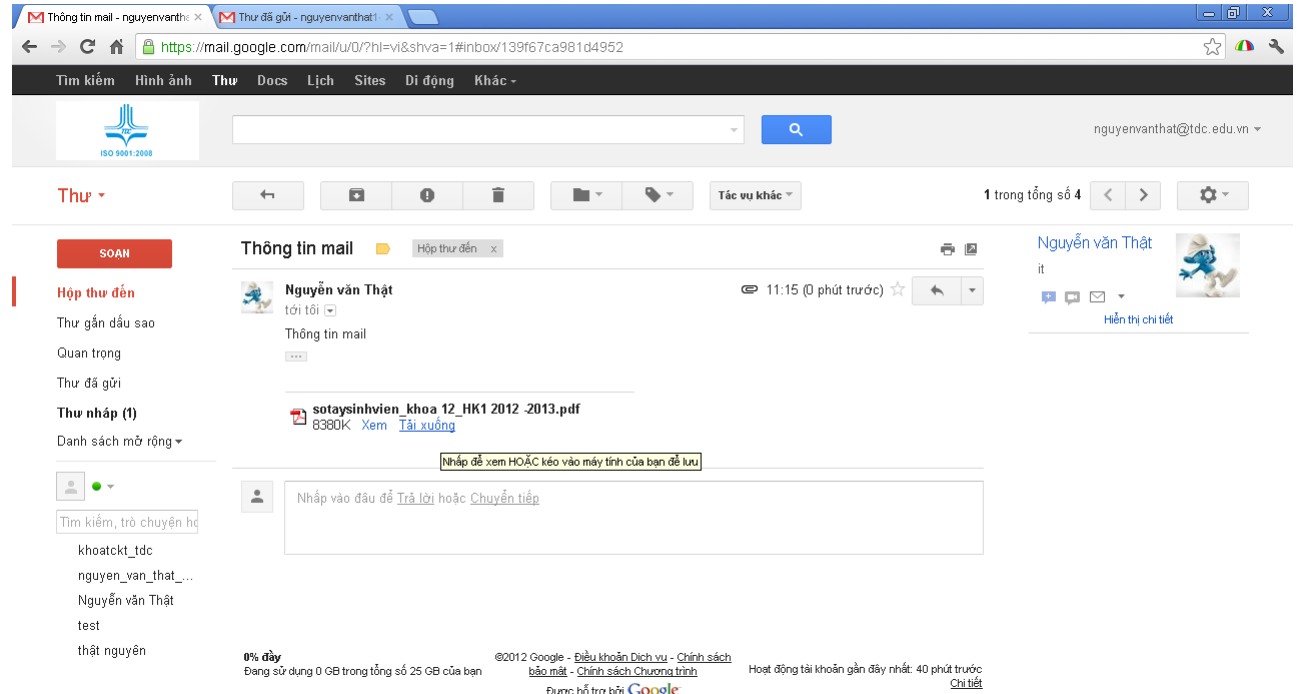 Thông tin mail - nguyenvantha
Thư đã gửi - nguyenvanthat1
https://mail.google.com/mail/u/0/?hl=vi&shva=1#inbox/139f67ca981d4952
Tìm kiếm Hình ảnh Thư Docs Lịch Sites Di động Khác
TDC
ISO 9001:2008
nguyenvanthat@tdc.edu.vn
Thư
Tác vụ khác
1 trong tổng số 4
SOẠN
Thông tin mail
Hộp thư đến x
Nguyễn văn Thật
it
Hiển thị chi tiết
Hộp thư đến
Thư gắn dấu sao
Quan trọng
Thư đã gửi
Thư nháp (1)
Danh sách mở rộng
Nguyễn văn Thật
11:15 (0 phút trước)
tới tôi
Thông tin mail
sotaysinhvien_khoa 12_HK1 2012 -2013.pdf
8380K Xem Tải xuống
Nhấp để xem HOẶC kéo vào máy tính của bạn để lưu
Nhấp vào đâu để Trả lời hoặc Chuyển tiếp
Tìm kiếm, trò chuyện hơ
khoatckt_tdc
nguyen_van_that_...
Nguyễn văn Thật
test
thật nguyên
0% đầy
Đang sử dụng 0 GB trong tổng số 25 GB của bạn
©2012 Google - Điều khoản Dịch vụ - Chính sách
bảo mật - Chính sách Chương trình
Được hỗ trợ bởi Google
Hoạt động tài khoản gần đây nhất: 40 phút trước
Chi tiết